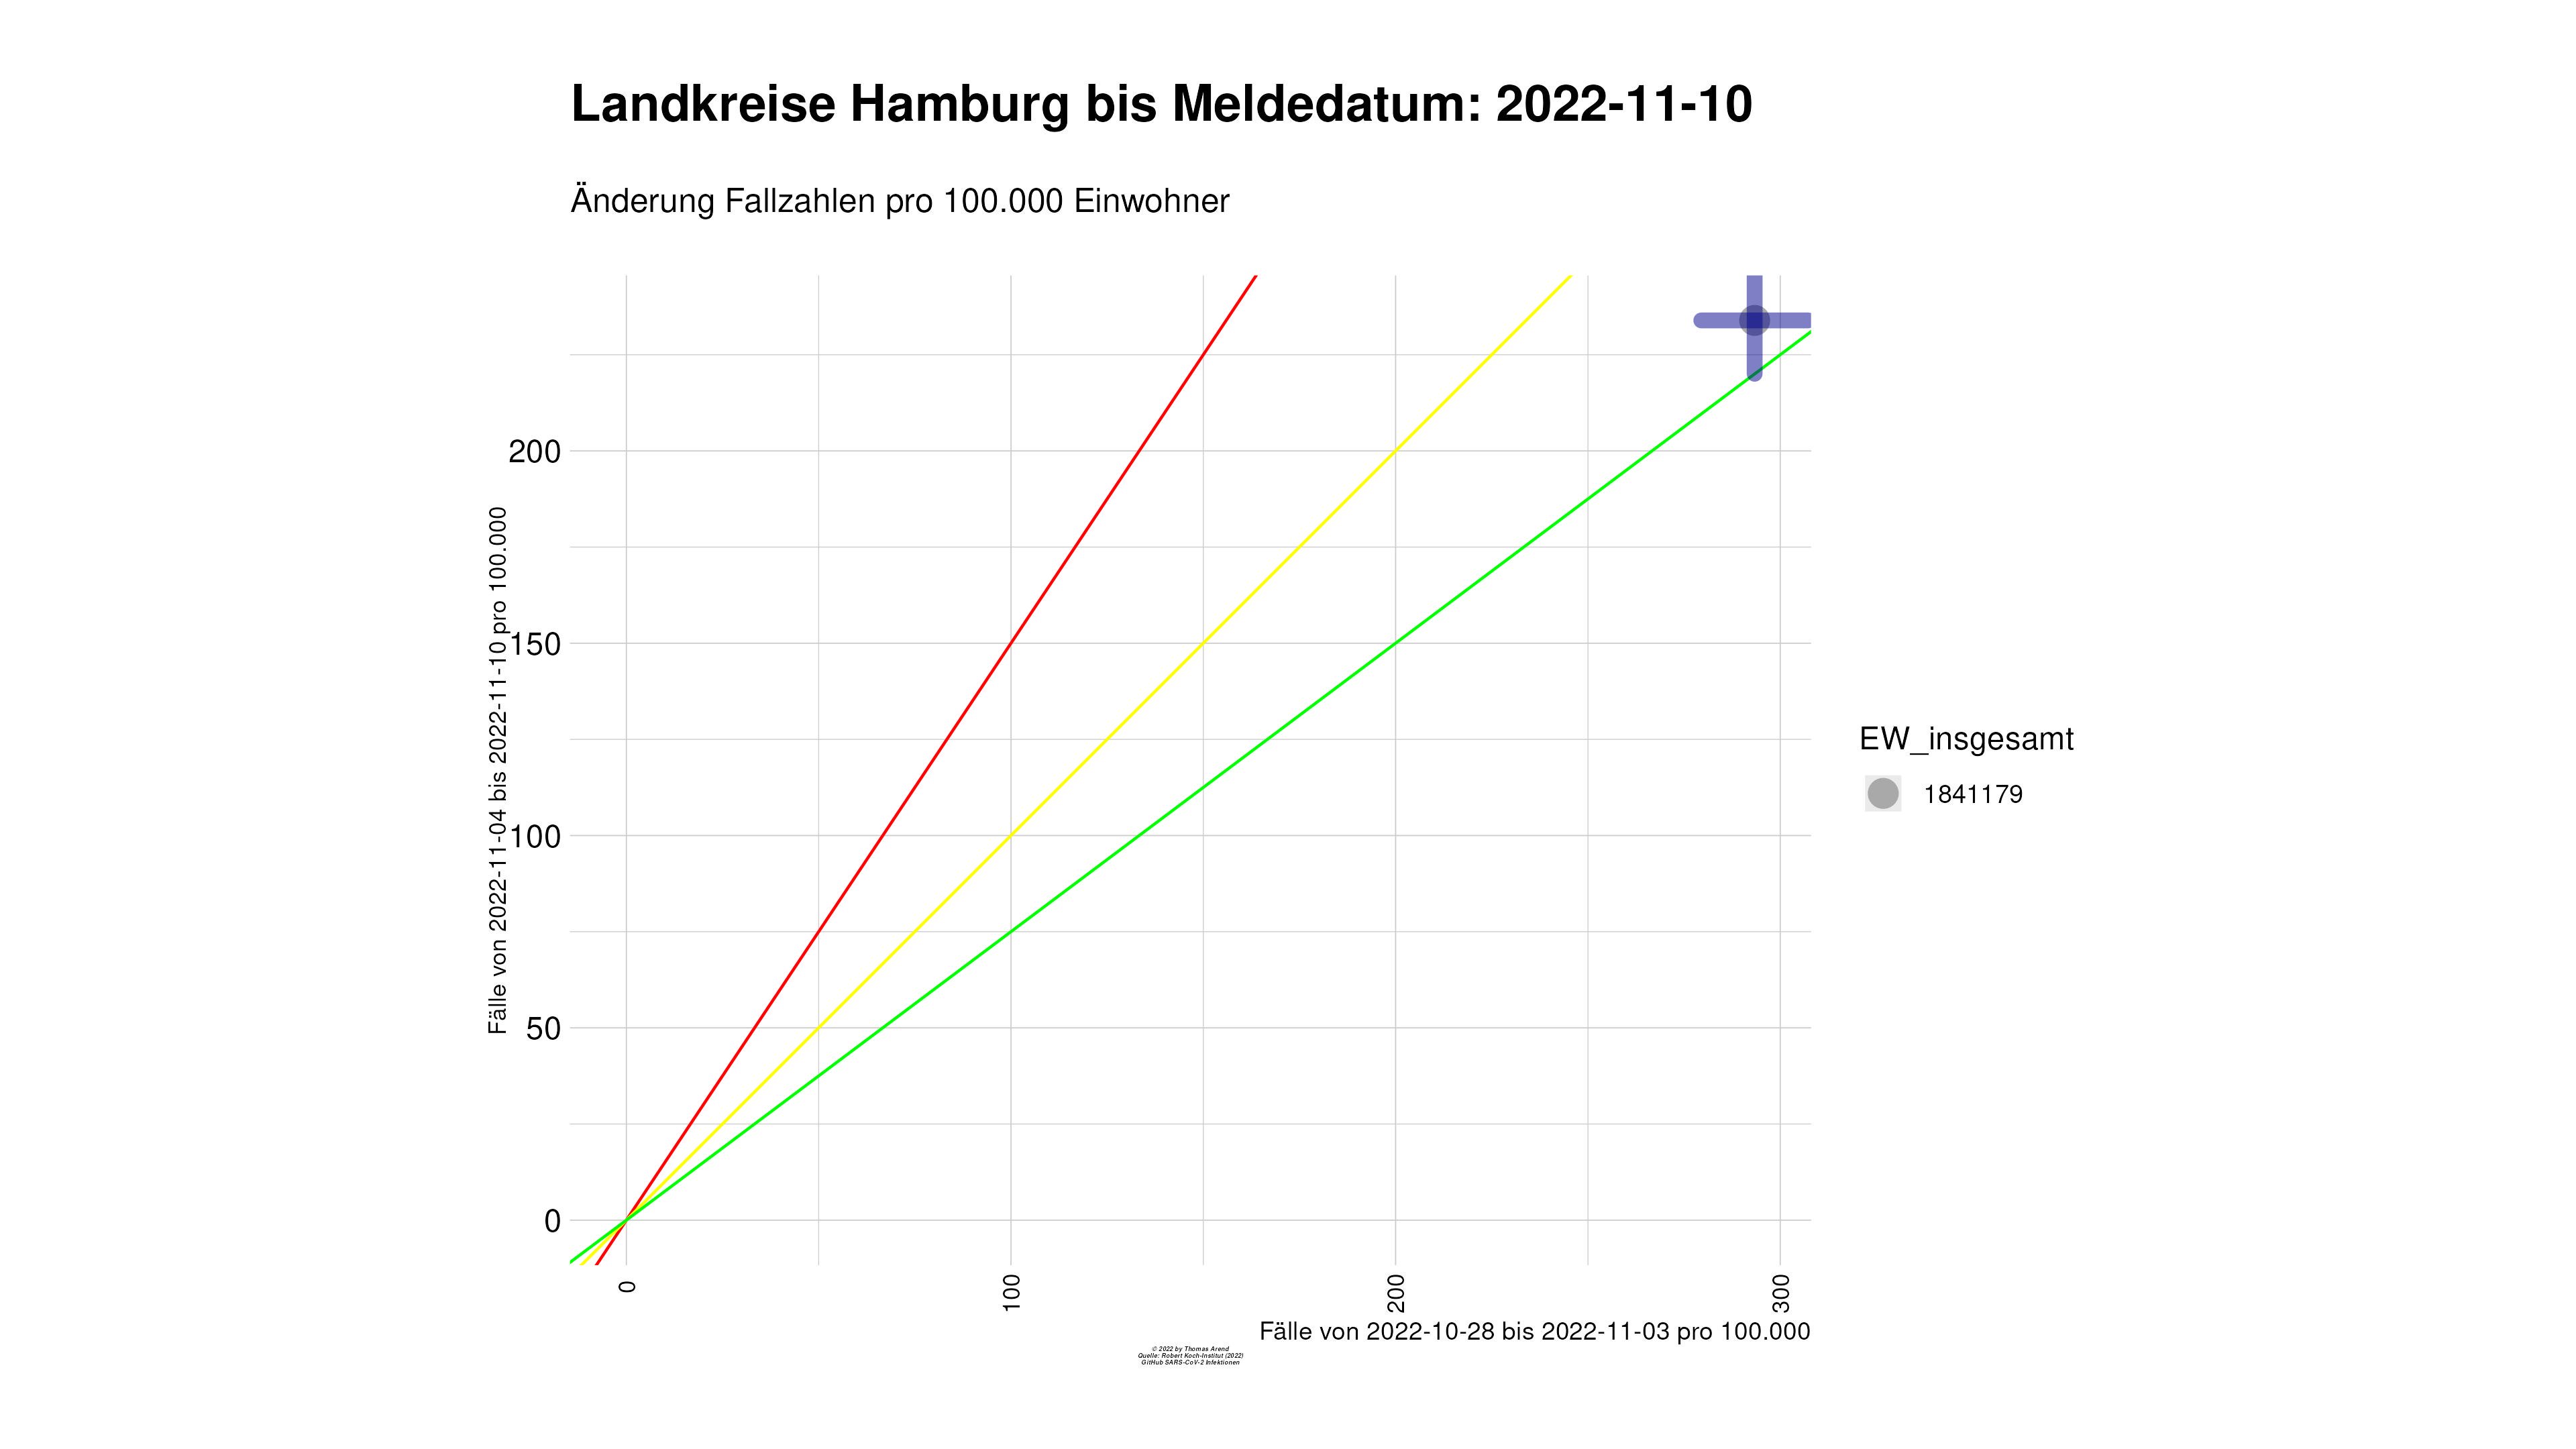 Landkreise Hamburg bis Meldedatum: 2022-11-10
Änderung Fallzahlen pro 100.000 Einwohner
Fälle von 2022-11-04 bis 2022-11-10 pro 100.000
200
150
100
50
0
0
100
200
300
Fälle von 2022-10-28 bis 2022-11-03 pro 100.000
EW_insgesamt
1841179
© 2022 by Thomas Arend
Quelle: Robert Koch-Institut (2022)
GitHub SARS-CoV-2 Infektionen